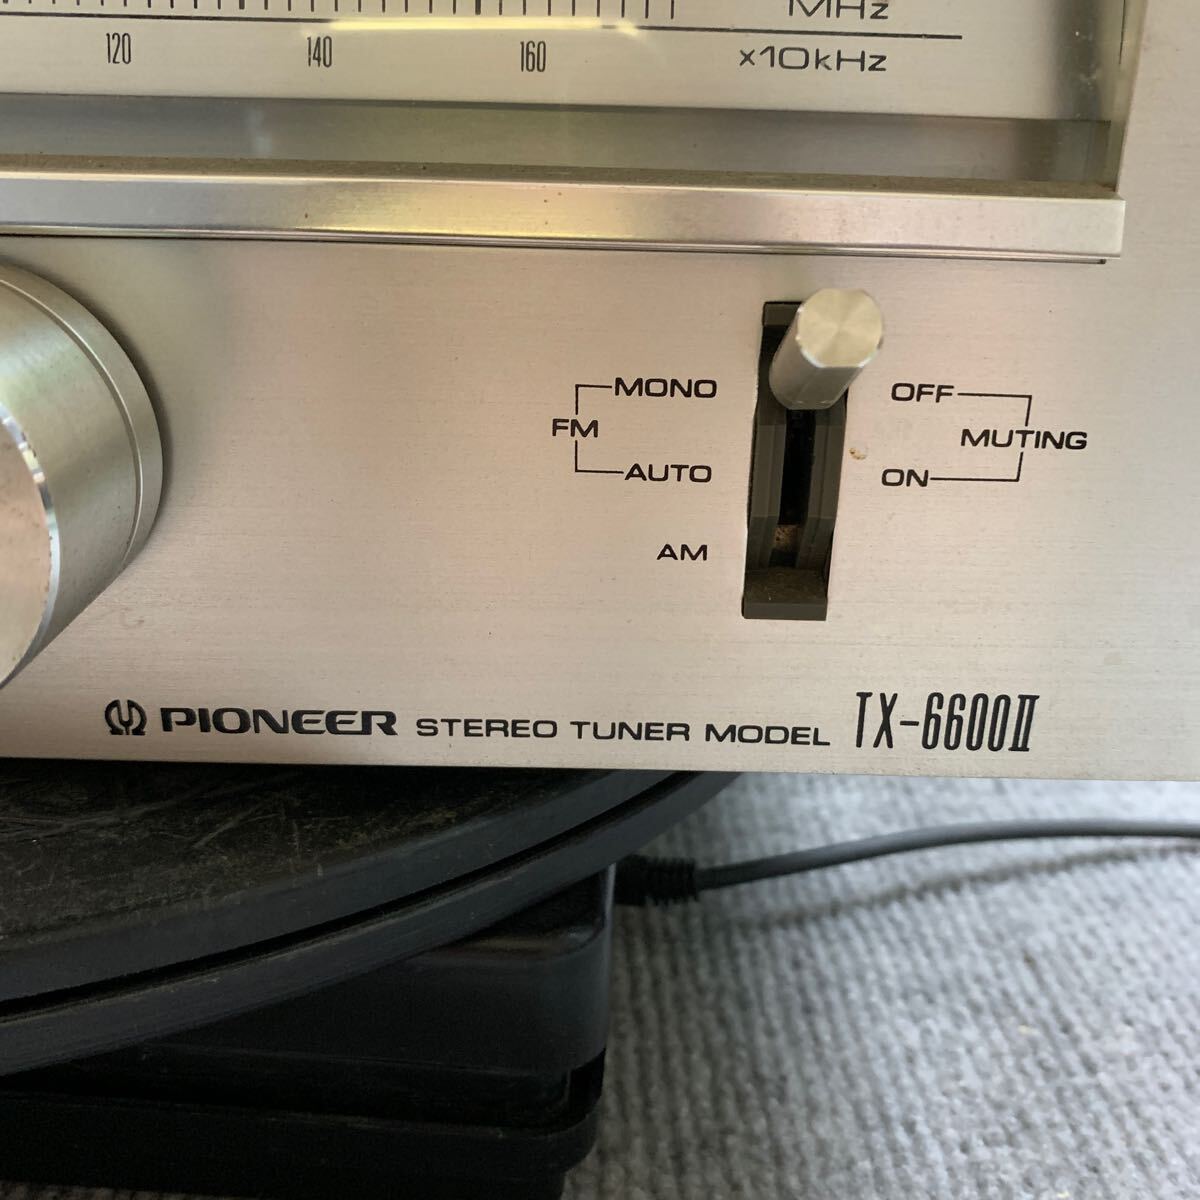 MHz
120 140 160 x10kHz
MONO OFF
FM MUTING
AUTO ON
AM
PIONEER STEREO TUNER MODEL TX-6600II